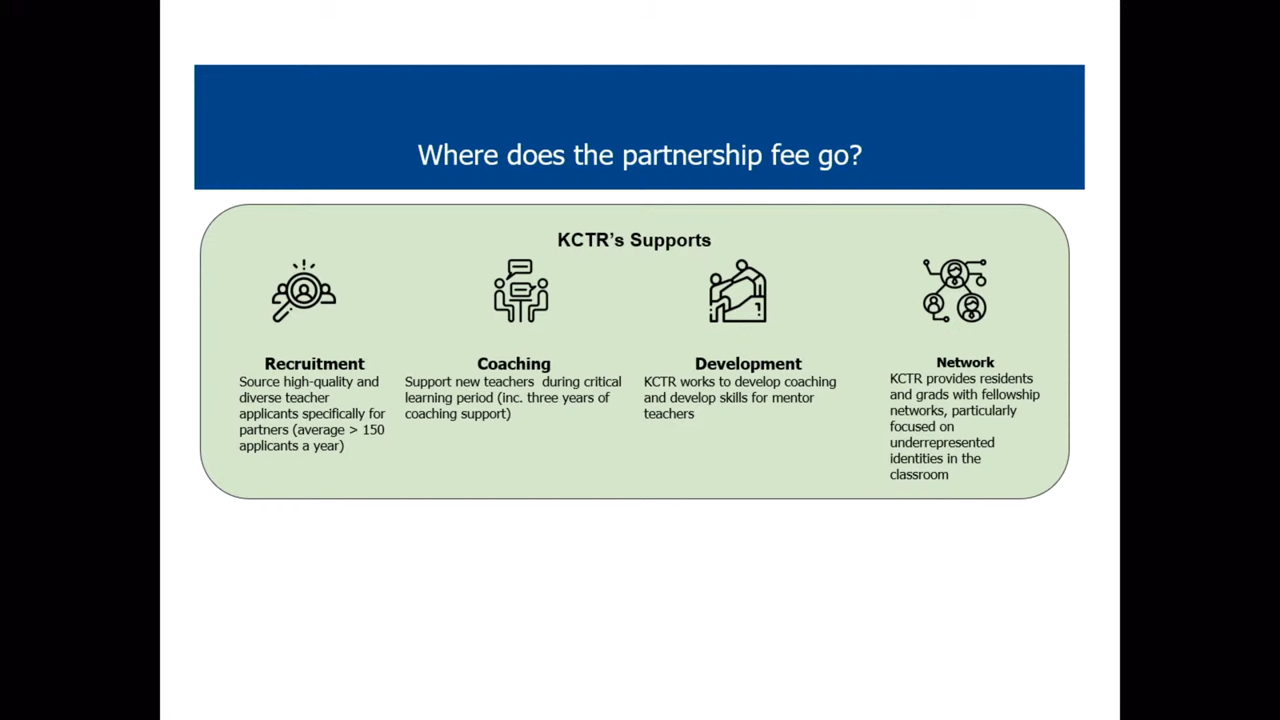 Where does the partnership fee go?
KCTR's Supports
Recruitment
Source high-quality and
diverse teacher
applicants specifically for
partners (average > 150
applicants a year)
Coaching
Support new teachers  during critical
learning period (inc. three years of
coaching support)
Development
KCTR works to develop coaching
and develop skills for mentor
teachers
Network
KCTR provides residents
and grads with fellowship
networks, particularly
focused on
underrepresented
identities in the
classroom